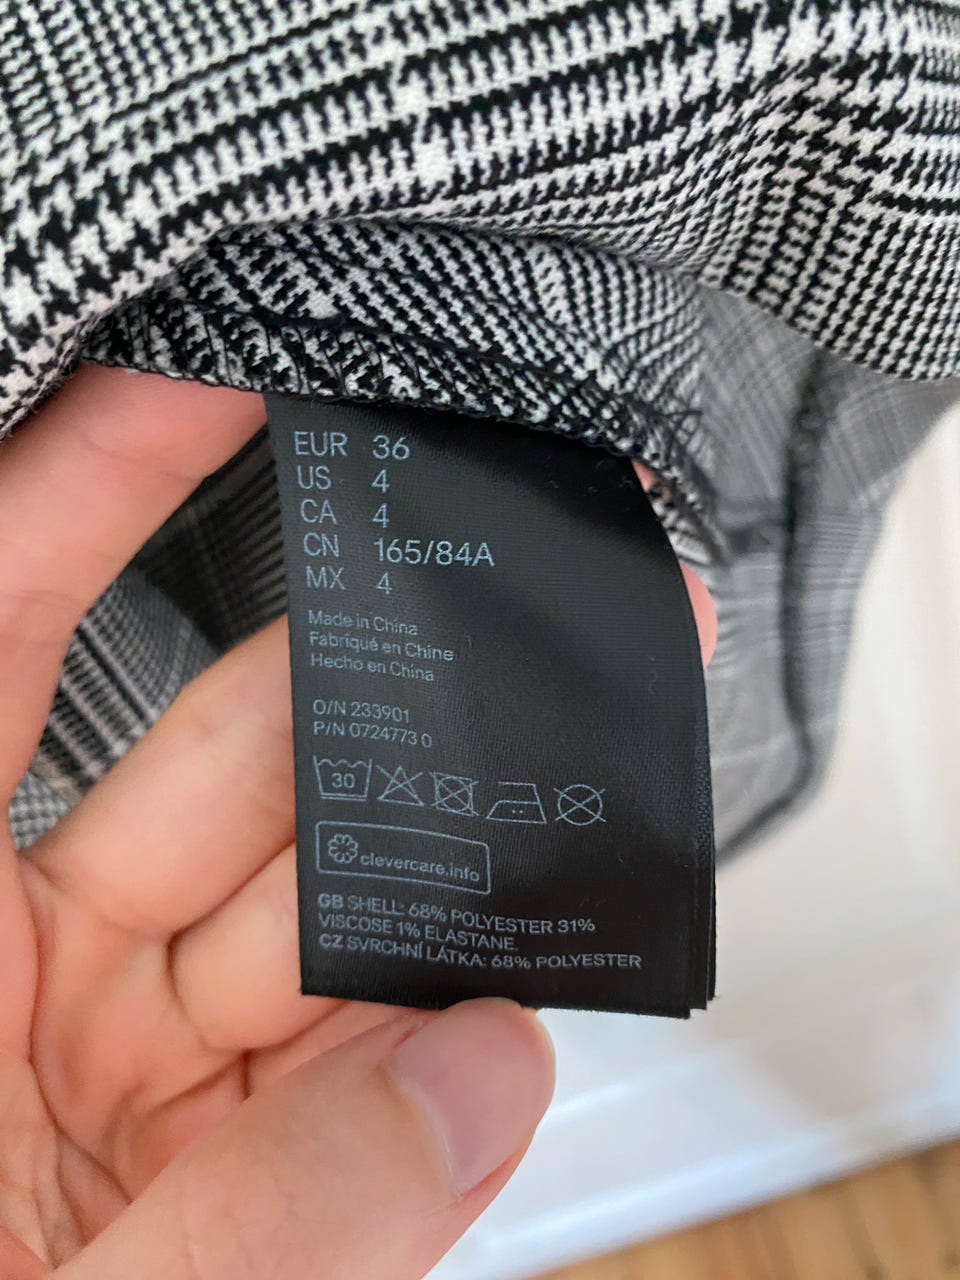 EUR 36
US 4
CA 4
CN 165/84A
MX 4
Made in China
Fabriqué en Chine
Hecho en China
O/N 233901
P/N 0724773 0
30
clevercare.info
GB SHELL: 68% POLYESTER 31%
VISCOSE 1% ELASTANE.
CZ SVRCHNÍ LÁTKA: 68% POLYESTER